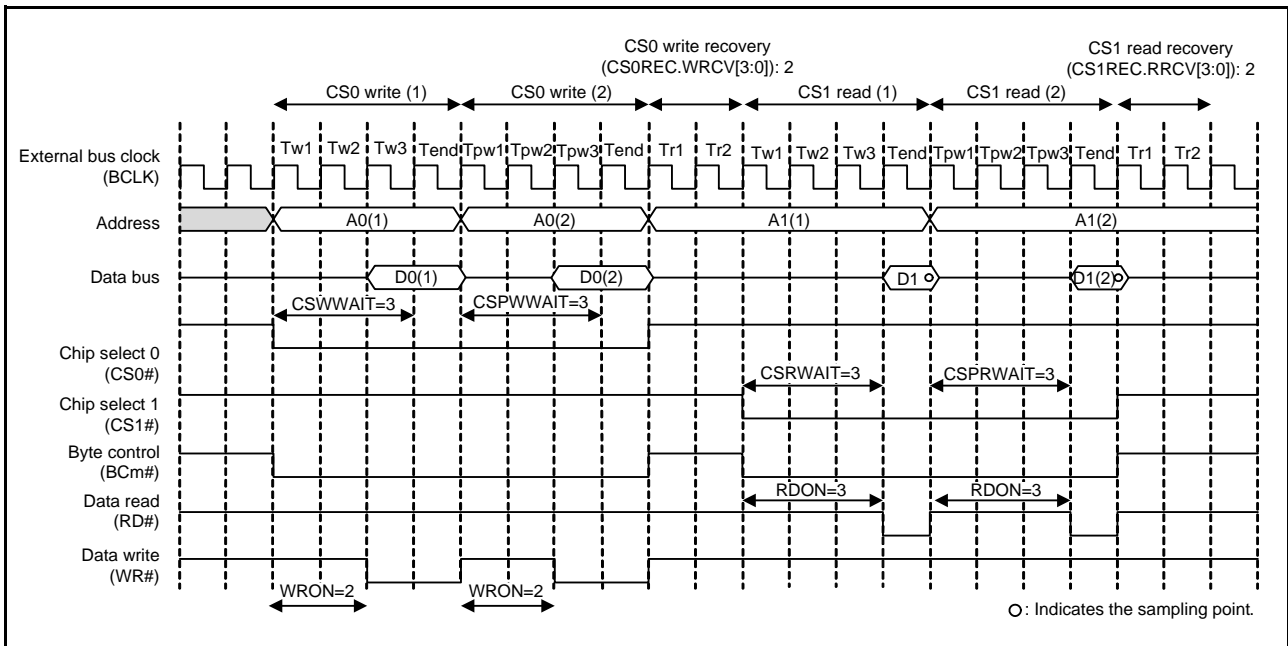 CS0 write recovery
(CS0REC.WRCV[3:0]): 2
CS1 read recovery
(CS1REC.RRCV[3:0]): 2
CS0 write (1)
CS0 write (2)
CS1 read (1)
CS1 read (2)
External bus clock
(BCLK)
Tw1 Tw2 Tw3 Tend Tpw1 Tpw2 Tpw3 Tend Tr1 Tr2 Tw1 Tw2 Tw3 Tend Tpw1 Tpw2 Tpw3 Tend Tr1 Tr2
Address
A0(1)
A0(2)
A1(1)
A1(2)
Data bus
D0(1)
D0(2)
D1
D1(2)
CSWWAIT=3
CSPWWAIT=3
Chip select 0
(CS0#)
CSRWAIT=3
CSPRWAIT=3
Chip select 1
(CS1#)
Byte control
(BCm#)
Data read
(RD#)
RDON=3
RDON=3
Data write
(WR#)
WRON=2
WRON=2
: Indicates the sampling point.